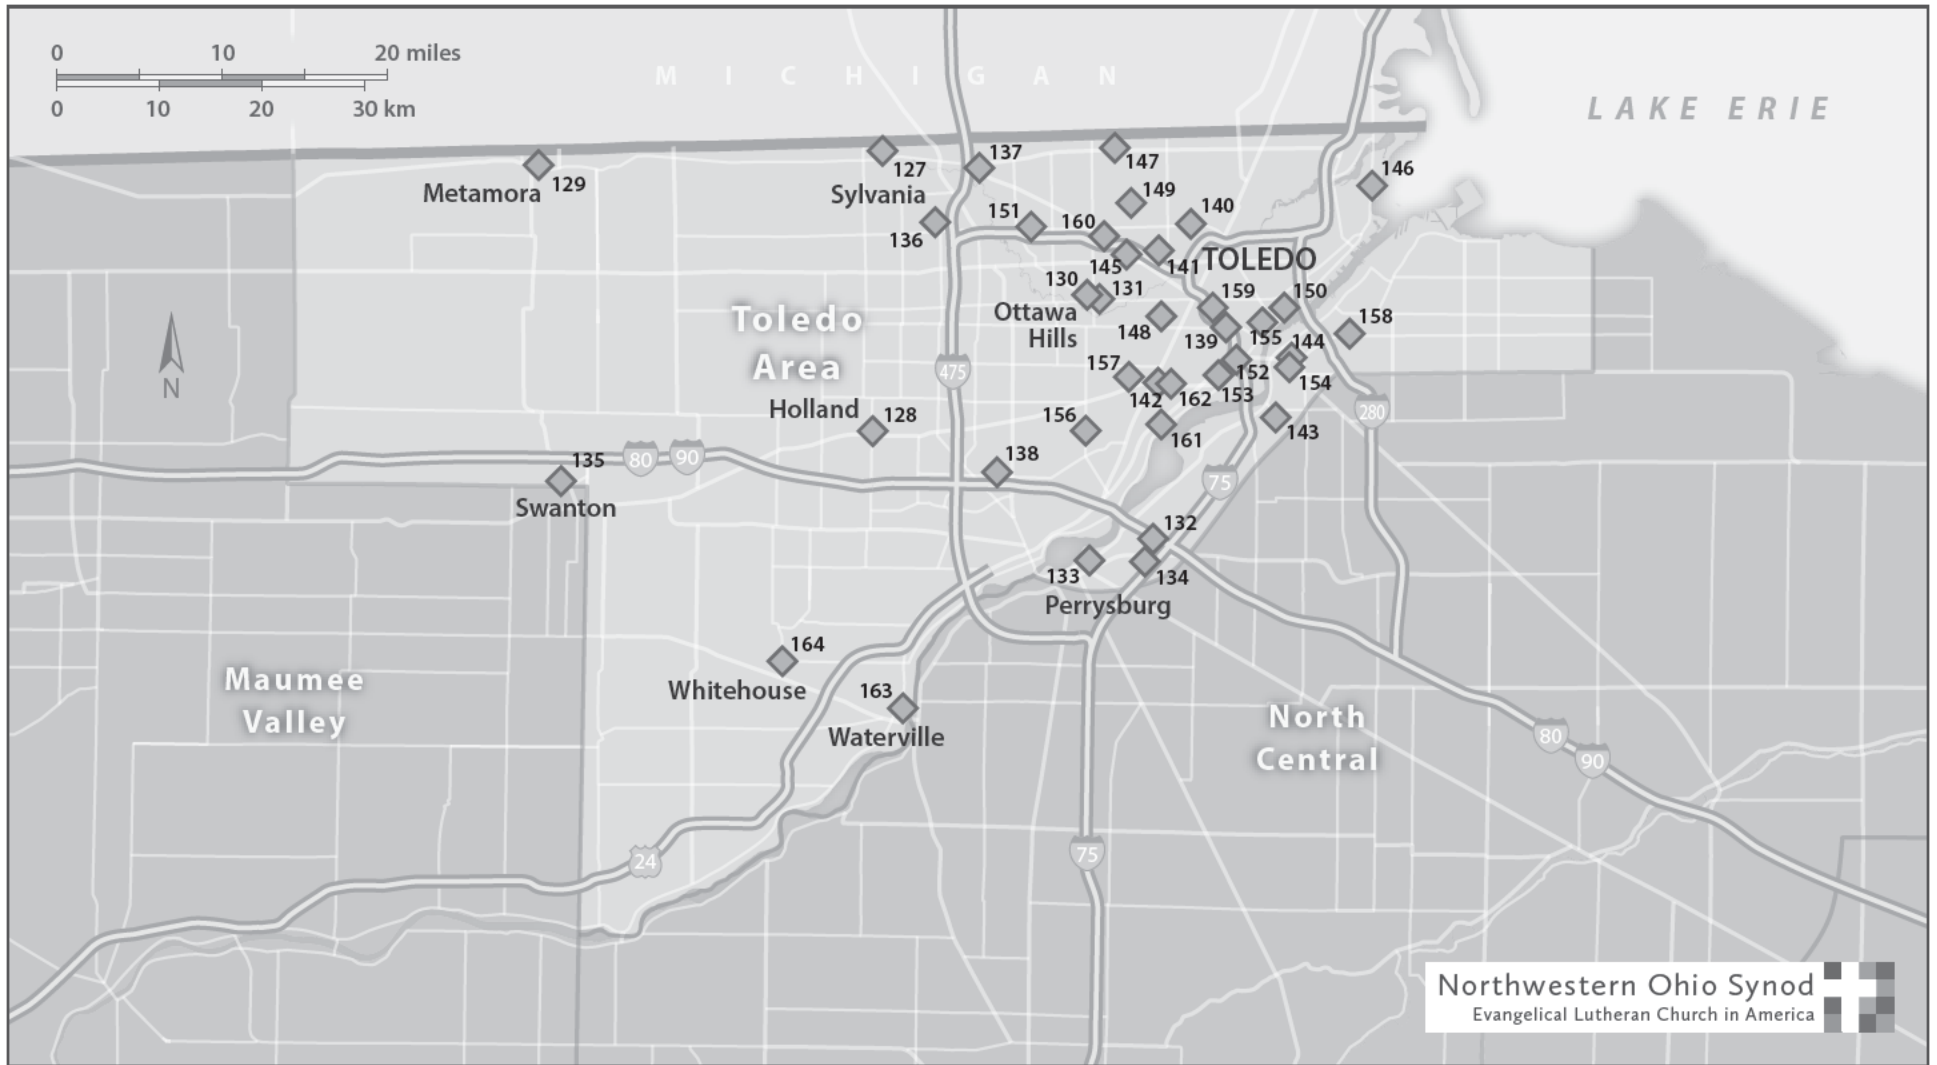 0 10 20 miles
0 10 20 30 km
MICHIGAN
LAKE ERIE
129
Metamora
127
Sylvania
137
147
146
149
151
160
140
136
145
141
TOLEDO
130
131
159
150
Ottawa
Hills
148
139
155
144
158
Toledo
Area
475
157
152
154
142
162
153
Holland
128
156
161
143
280
135
80
90
138
75
Swanton
132
133
134
Perrysburg
164
Whitehouse
163
Waterville
Maumee
Valley
North
Central
80
90
24
75
N
Northwestern Ohio Synod
Evangelical Lutheran Church in America